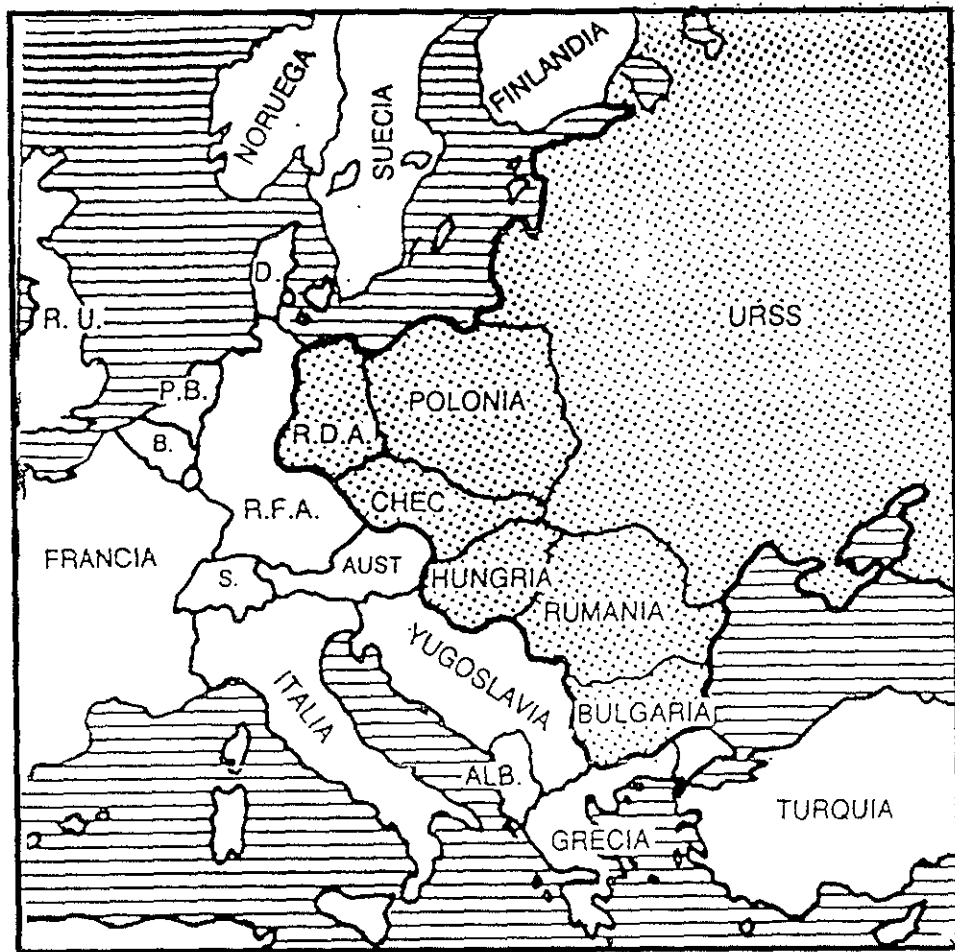 NORUEGA
SUECIA
FINLANDIA
D.
R. U.
URSS
P.B.
POLONIA
B.
R.D.A.
R.F.A.
CHEC
FRANCIA
S.
AUST
HUNGRIA
RUMANIA
YUGOSLAVIA
ITALIA
BULGARIA
ALB.
TURQUIA
GRECIA